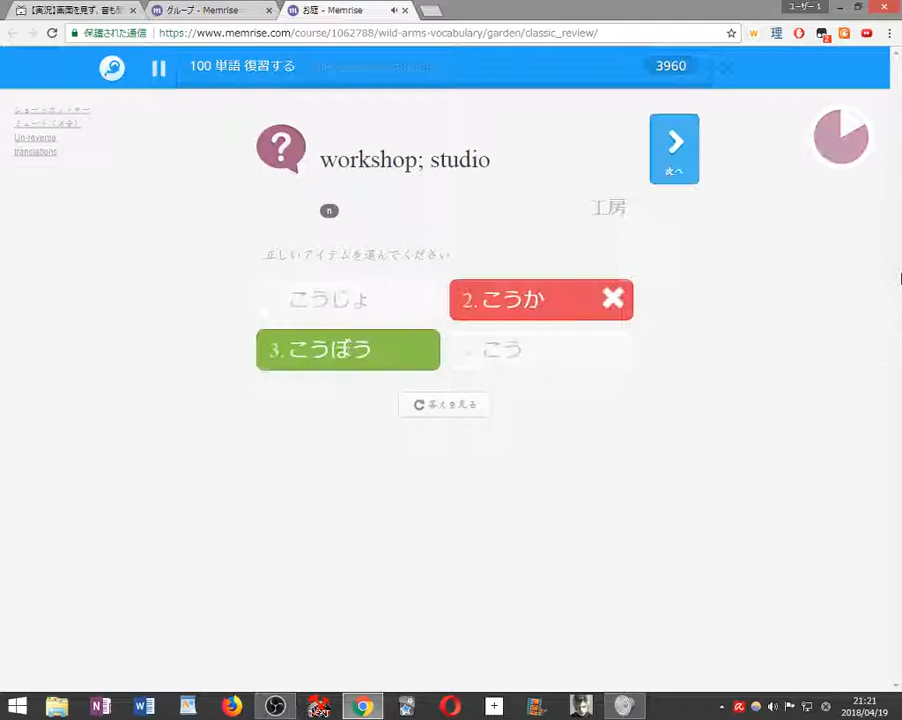 【実況】画面を見ず、音も
グループ - Memrise
お庭 - Memrise
ユーザー 1
保護された通信
https://www.memrise.com/course/1062788/wild-arms-vocabulary/garden/classic_review/
100 単語 復習する
3960
Un-reverse
translations
workshop; studio
次へ
n
工房
正しいアイテムを選んでください
こうじょ
2. こうか
3. こうぼう
こう
答えを見る
21:21
2018/04/19